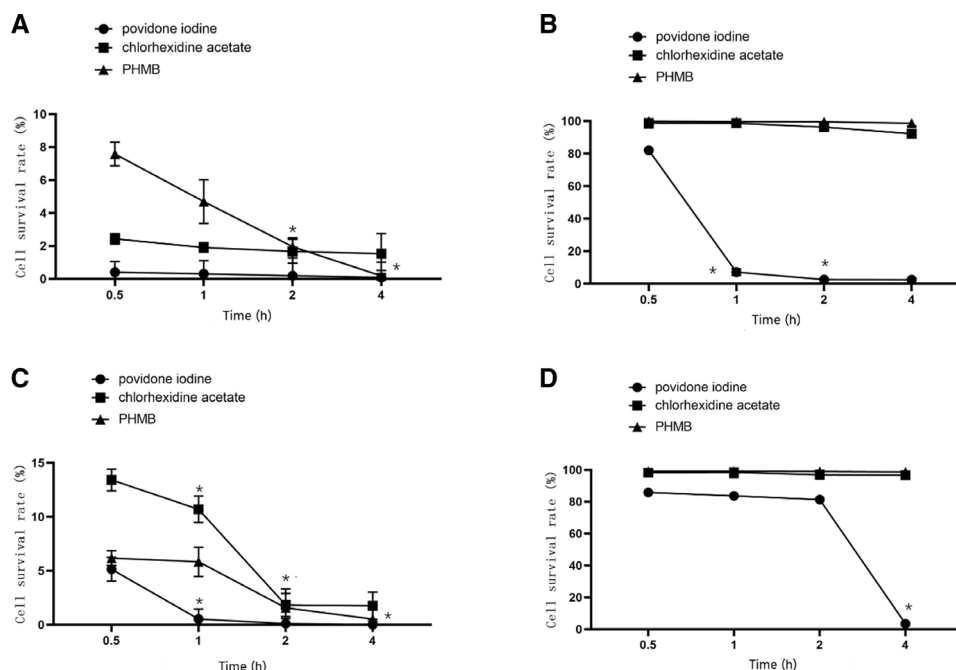 A
povidone iodine
chlorhexidine acetate
PHMB
Cell survival rate (%)
10
8
6
4
2
0
*
*
0.5 1 2 4
Time (h)
B
povidone iodine
chlorhexidine acetate
PHMB
Cell survival rate (%)
100
80
60
40
20
0
* *
0.5 1 2 4
Time (h)
C
povidone iodine
chlorhexidine acetate
PHMB
Cell survival rate (%)
15
10
5
0
*
*
*
*
0.5 1 2 4
Time (h)
D
povidone iodine
chlorhexidine acetate
PHMB
Cell survival rate (%)
100
80
60
40
20
0
*
0.5 1 2 4
Time (h)